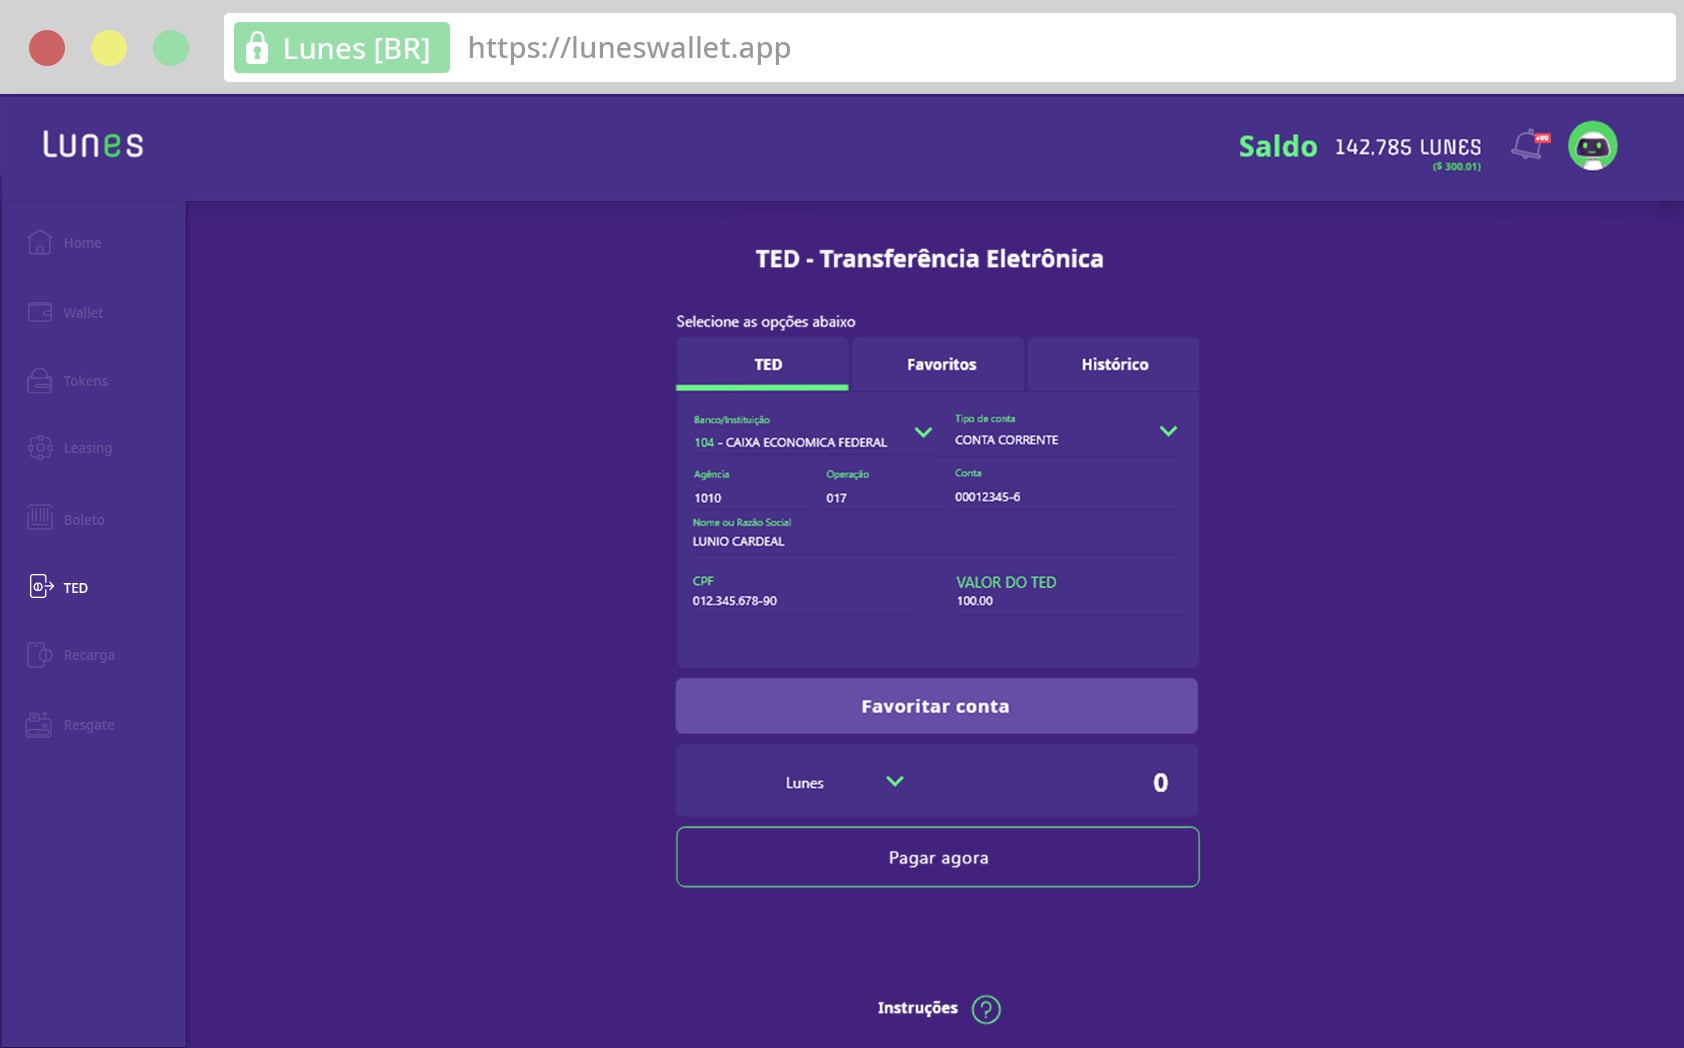 Lunes [BR] https://luneswallet.app
Lunes
Saldo 142.785 LUNES
($ 300.01)
+99
Home
Wallet
Tokens
Leasing
Boleto
TED
Recarga
Resgate
TED - Transferência Eletrônica
Selecione as opções abaixo
TED Favoritos Histórico
Banco/Instituição Tipo de conta
104 - CAIXA ECONOMICA FEDERAL CONTA CORRENTE
Agência Operação Conta
1010 017 00012345-6
Nome ou Razão Social
LUNIO CARDEAL
CPF VALOR DO TED
012.345.678-90 100.00
Favoritar conta
Lunes 0
Pagar agora
Instruções ?